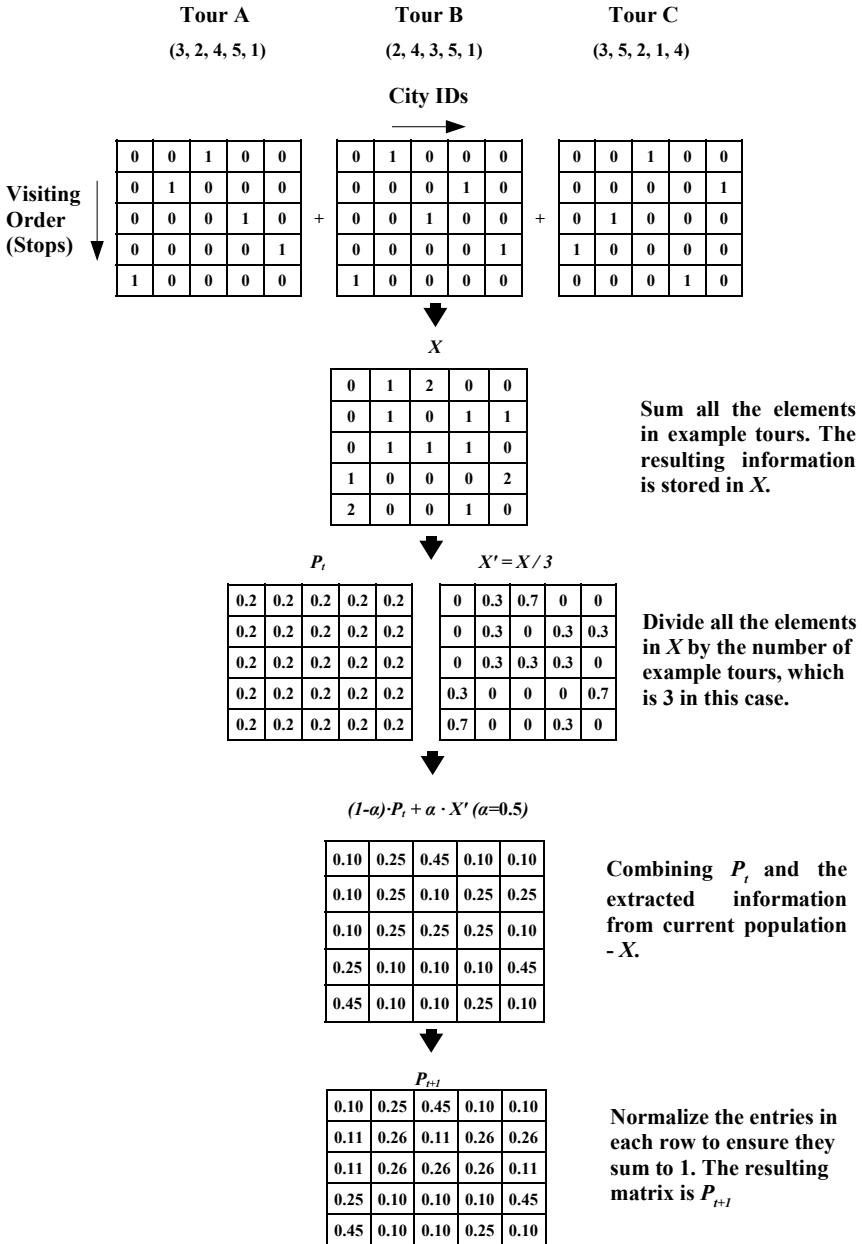 Tour A Tour B Tour C
(3, 2, 4, 5, 1) (2, 4, 3, 5, 1) (3, 5, 2, 1, 4)
City IDs
Visiting
Order
(Stops)
0 0 1 0 0 0 1 0 0 0 0 0 1 0 0
0 1 0 0 0 0 0 0 1 0 0 0 0 0 1
0 0 0 1 0 + 0 0 1 0 0 + 0 1 0 0 0
0 0 0 0 1 0 0 0 0 1 1 0 0 0 0
1 0 0 0 0 1 0 0 0 0 0 0 0 1 0
X
0 1 2 0 0
0 1 0 1 1
0 1 1 1 0
1 0 0 0 2
2 0 0 1 0
Sum all the elements
in example tours. The
resulting information
is stored in X.
Pt X' = X / 3
0.2 0.2 0.2 0.2 0.2 0 0.3 0.7 0 0
0.2 0.2 0.2 0.2 0.2 0 0.3 0 0.3 0.3
0.2 0.2 0.2 0.2 0.2 0 0.3 0.3 0.3 0
0.2 0.2 0.2 0.2 0.2 0.3 0 0 0 0.7
0.2 0.2 0.2 0.2 0.2 0.7 0 0 0.3 0
Divide all the elements
in X by the number of
example tours, which
is 3 in this case.
(1-α)·Pt + α · X' (α=0.5)
0.10 0.25 0.45 0.10 0.10
0.10 0.25 0.10 0.25 0.25
0.10 0.25 0.25 0.25 0.10
0.25 0.10 0.10 0.10 0.45
0.45 0.10 0.10 0.25 0.10
Combining Pt and the
extracted information
from current population
- X.
Pt+1
0.10 0.25 0.45 0.10 0.10
0.11 0.26 0.11 0.26 0.26
0.11 0.26 0.26 0.26 0.11
0.25 0.10 0.10 0.10 0.45
0.45 0.10 0.10 0.25 0.10
Normalize the entries in
each row to ensure they
sum to 1. The resulting
matrix is Pt+1